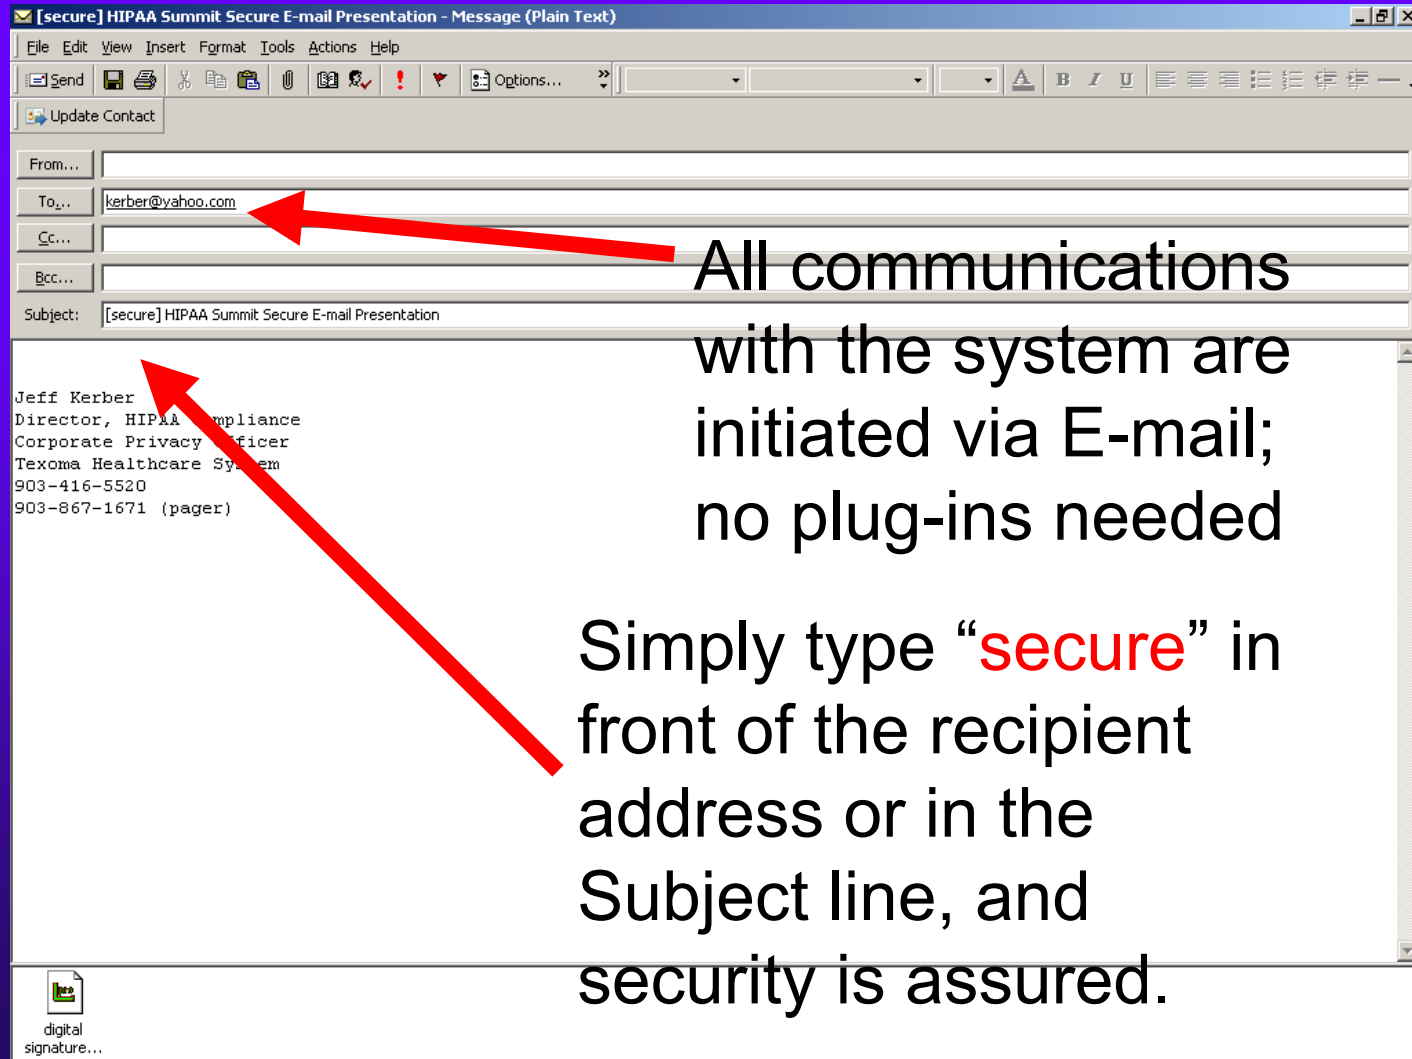 [secure] HIPAA Summit Secure E-mail Presentation - Message (Plain Text)
File Edit View Insert Format Tools Actions Help
Send Options...
A B I U
Update Contact
From...
To... kerber@yahoo.com
Cc...
Bcc...
Subject: [secure] HIPAA Summit Secure E-mail Presentation
All communications
with the system are
initiated via E-mail;
no plug-ins needed
Jeff Kerber
Director, HIPAA mpliance
Corporate Privacy ficer
Texoma Healthcare Sy em
903-416-5520
903-867-1671 (pager)
Simply type “secure” in
front of the recipient
address or in the
Subject line, and
security is assured.
digital
signature...